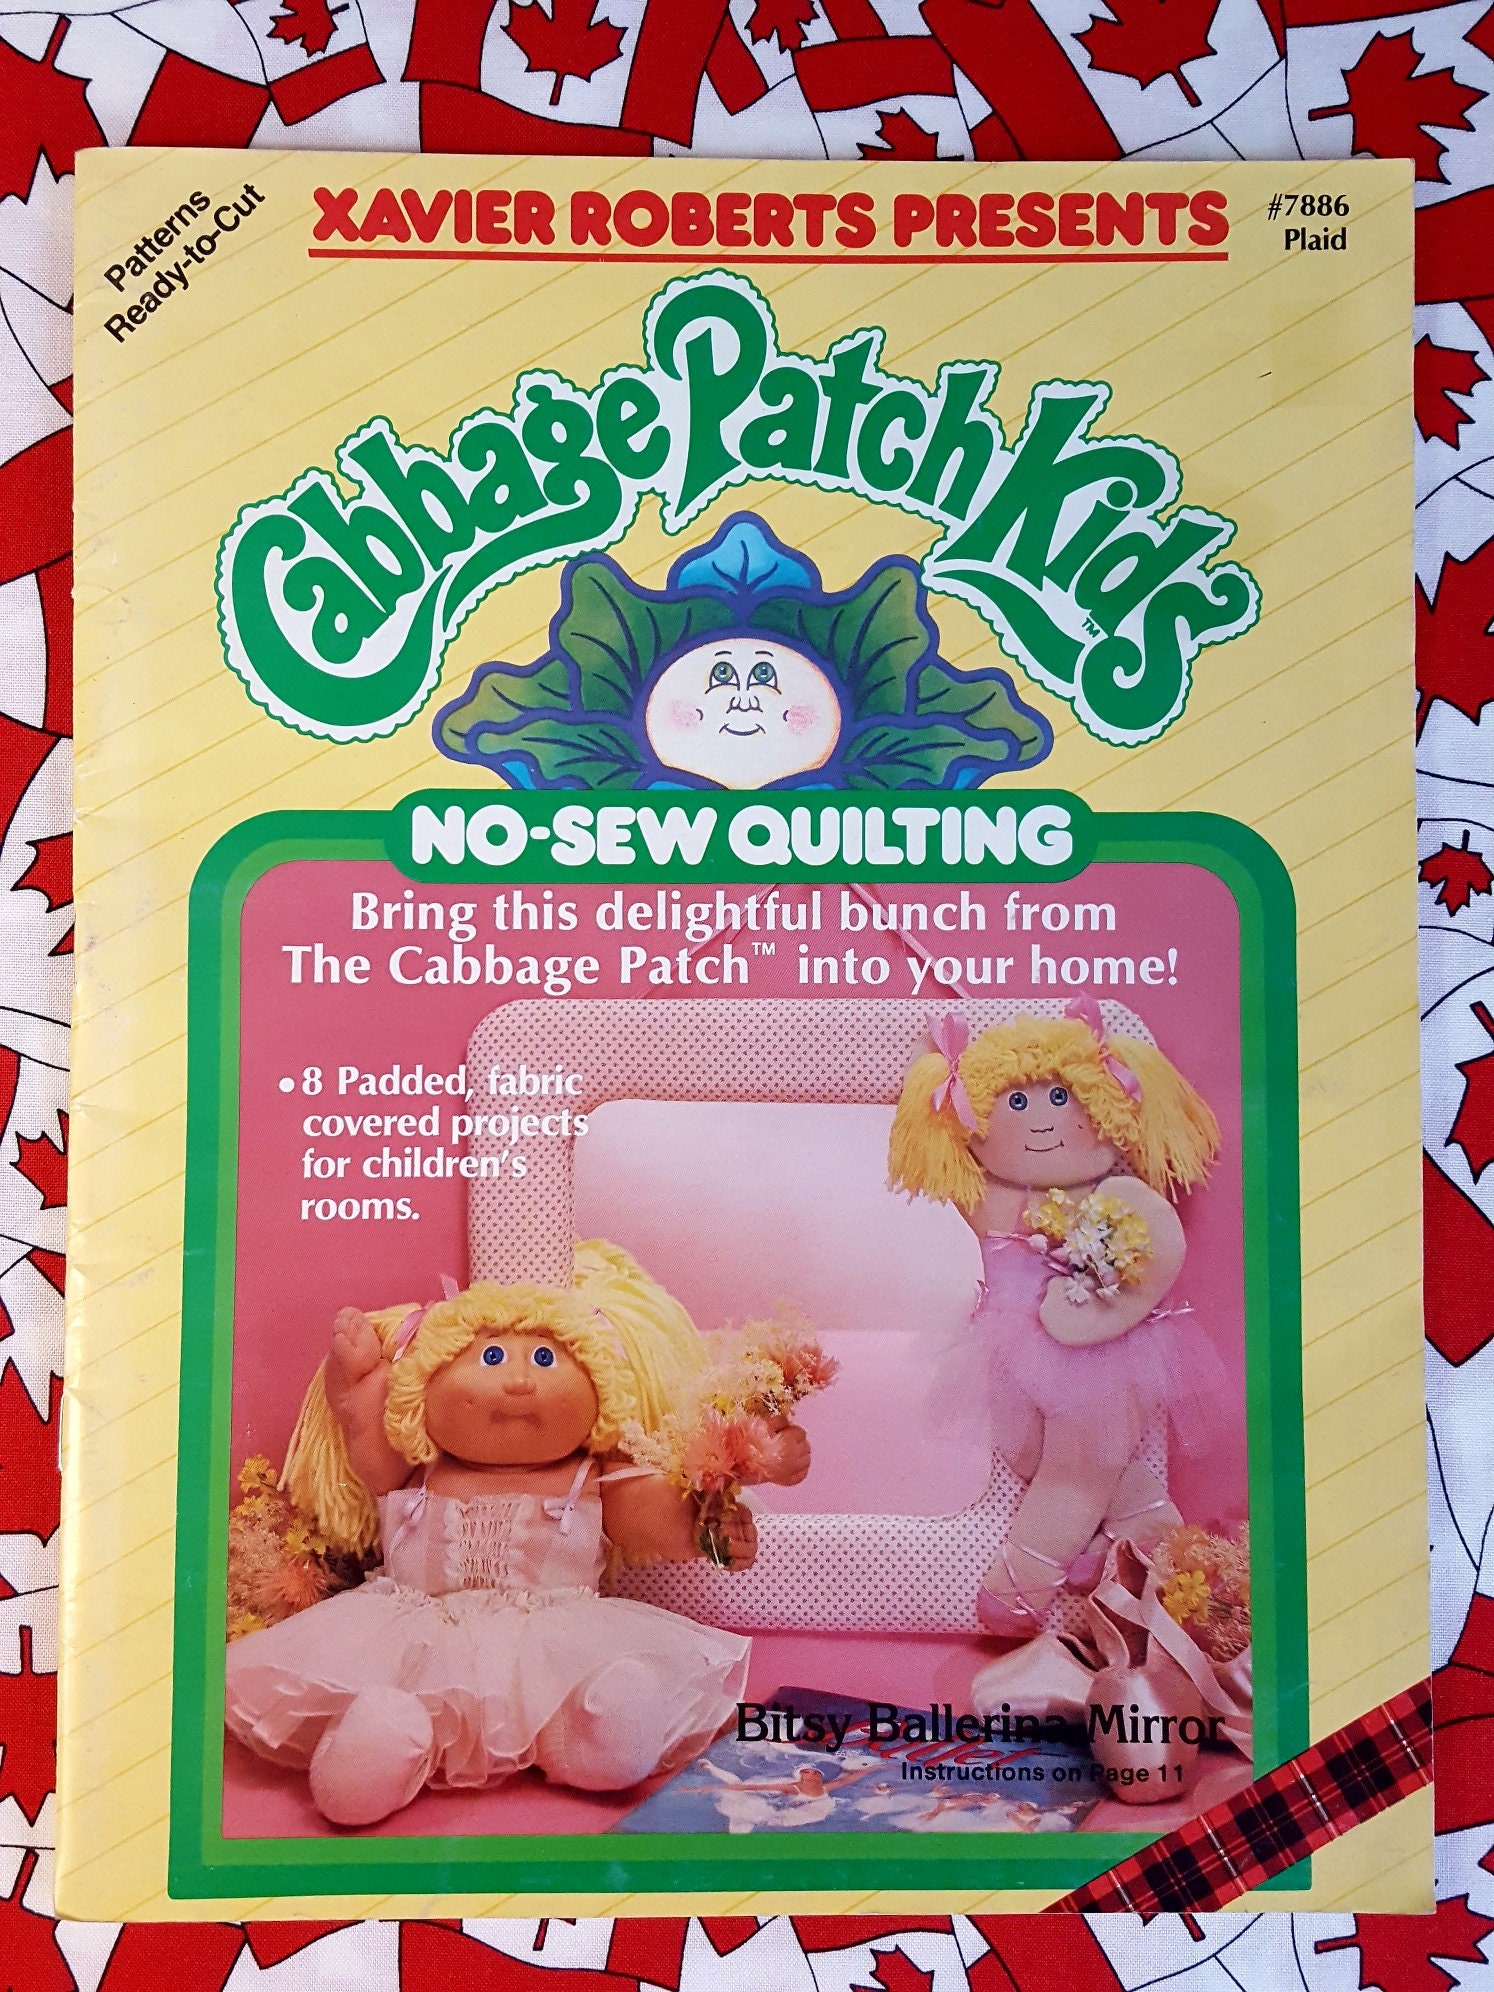 Patterns
Ready-to-Cut
XAVIER ROBERTS PRESENTS
#7886
Plaid
Cabbage Patch Kids™
NO-SEW QUILTING
Bring this delightful bunch from
The Cabbage Patch™ into your home!
• 8 Padded, fabric
covered projects
for children's
rooms.
Bitsy Ballerina Mirror
Ballet
Instructions on Page 11